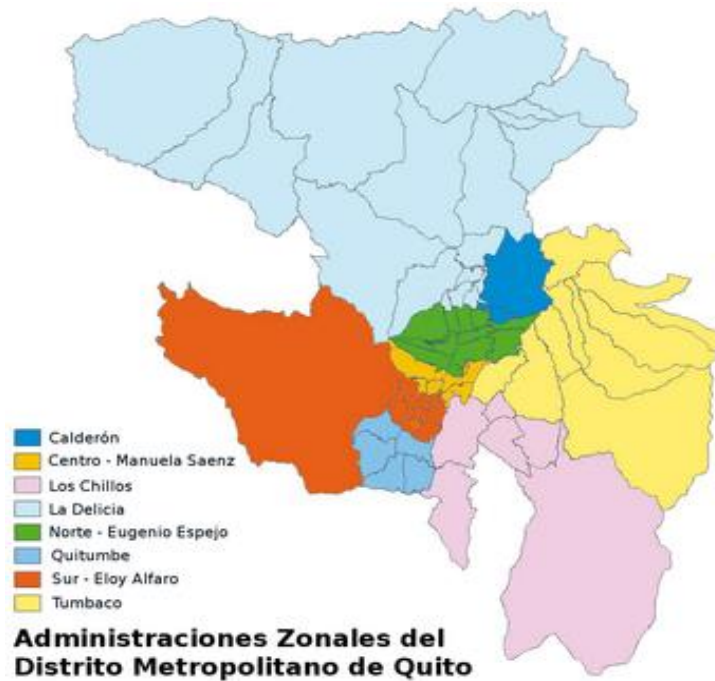 Calderón
Centro - Manuela Saenz
Los Chillos
La Delicia
Norte - Eugenio Espejo
Quitumbe
Sur - Eloy Alfaro
Tumbaco
Administraciones Zonales del
Distrito Metropolitano de Quito